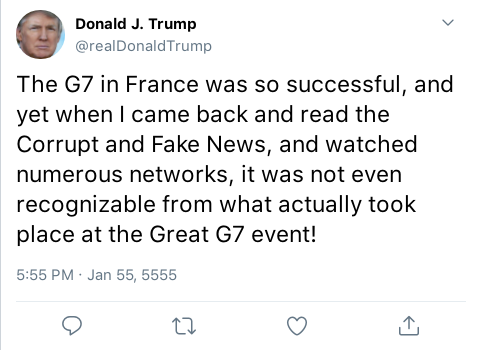 Donald J. Trump
@realDonaldTrump
The G7 in France was so successful, and
yet when I came back and read the
Corrupt and Fake News, and watched
numerous networks, it was not even
recognizable from what actually took
place at the Great G7 event!
5:55 PM · Jan 55, 5555